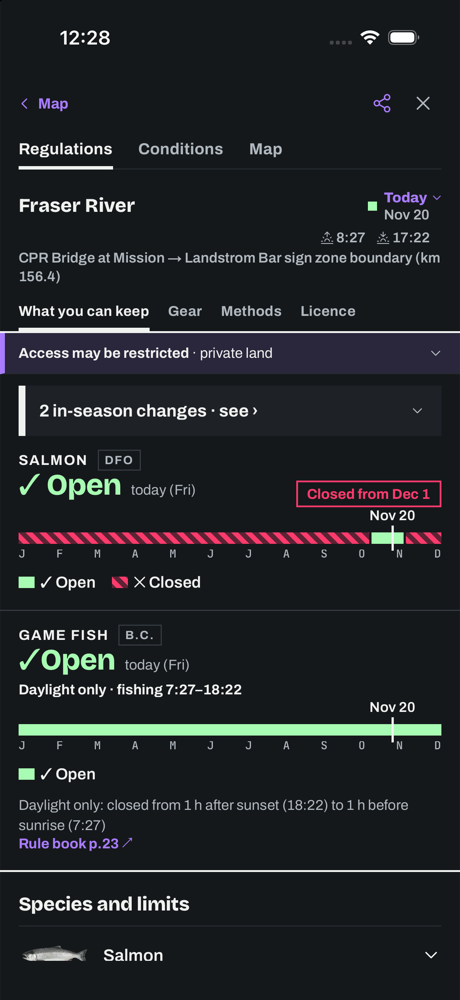 12:28
Map
Regulations Conditions Map
Fraser River
Today
Nov 20
8:27 17:22
CPR Bridge at Mission → Landstrom Bar sign zone boundary (km
156.4)
What you can keep Gear Methods Licence
Access may be restricted · private land
2 in-season changes · see ›
SALMON DFO
✓ Open today (Fri)
Closed from Dec 1
Nov 20
J F M A M J J A S O N D
✓ Open ✕ Closed
GAME FISH B.C.
✓ Open today (Fri)
Daylight only · fishing 7:27–18:22
Nov 20
J F M A M J J A S O N D
✓ Open
Daylight only: closed from 1 h after sunset (18:22) to 1 h before
sunrise (7:27)
Rule book p.23 ↗
Species and limits
Salmon